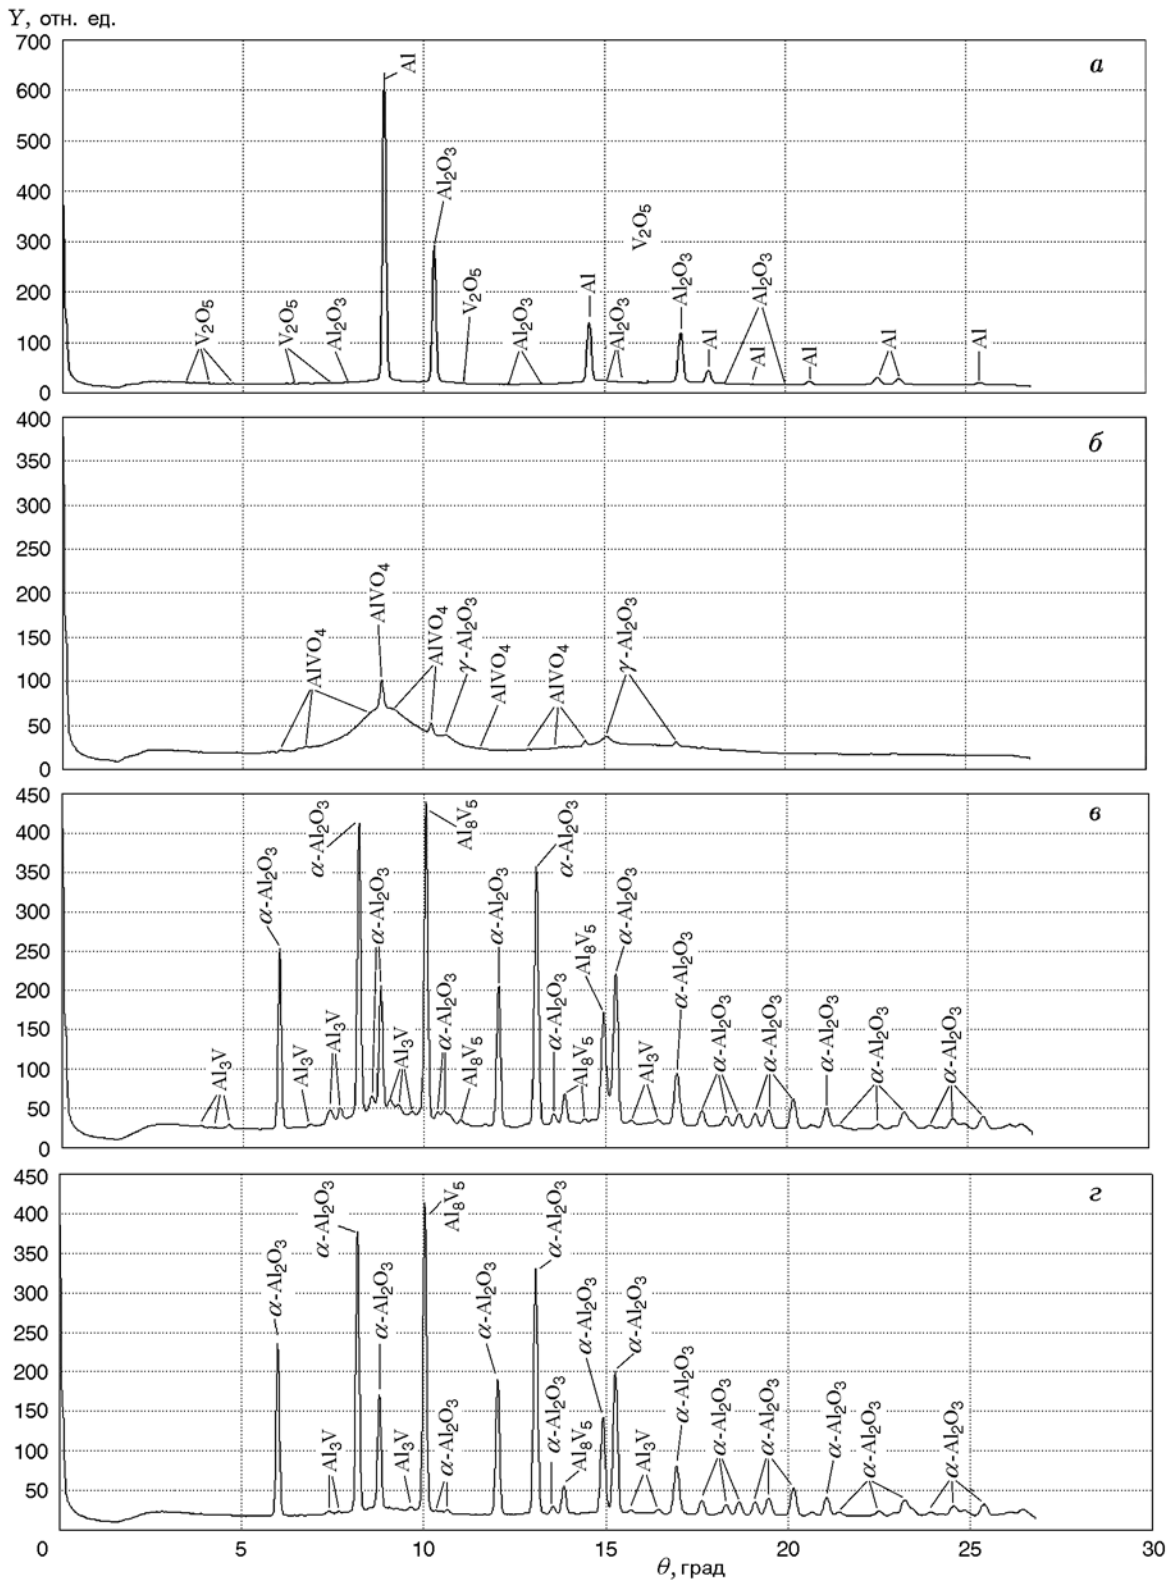 Y, отн. ед.
700
600
500
400
300
200
100
0
а
Al
Al₂O₃
V₂O₅
V₂O₅
V₂O₅
Al₂O₃
V₂O₅
Al₂O₃
Al
Al₂O₃
Al₂O₃
Al
Al₂O₃
Al
Al
Al
Al
400
350
300
250
200
150
100
50
0
б
AlVO₄
AlVO₄
AlVO₄
γ-Al₂O₃
AlVO₄
AlVO₄
γ-Al₂O₃
450
400
350
300
250
200
150
100
50
0
в
Al₃V
α-Al₂O₃
Al₃V
Al₃V
α-Al₂O₃
α-Al₂O₃
Al₃V
Al₈V₅
α-Al₂O₃
Al₈V₅
α-Al₂O₃
α-Al₂O₃
α-Al₂O₃
Al₈V₅
Al₈V₅
α-Al₂O₃
Al₃V
α-Al₂O₃
α-Al₂O₃
α-Al₂O₃
α-Al₂O₃
α-Al₂O₃
α-Al₂O₃
450
400
350
300
250
200
150
100
50
0
г
α-Al₂O₃
Al₃V
α-Al₂O₃
α-Al₂O₃
Al₃V
Al₈V₅
α-Al₂O₃
α-Al₂O₃
α-Al₂O₃
α-Al₂O₃
Al₈V₅
α-Al₂O₃
α-Al₂O₃
Al₃V
α-Al₂O₃
α-Al₂O₃
α-Al₂O₃
α-Al₂O₃
α-Al₂O₃
α-Al₂O₃
5 10 15 20 25 30
θ, град